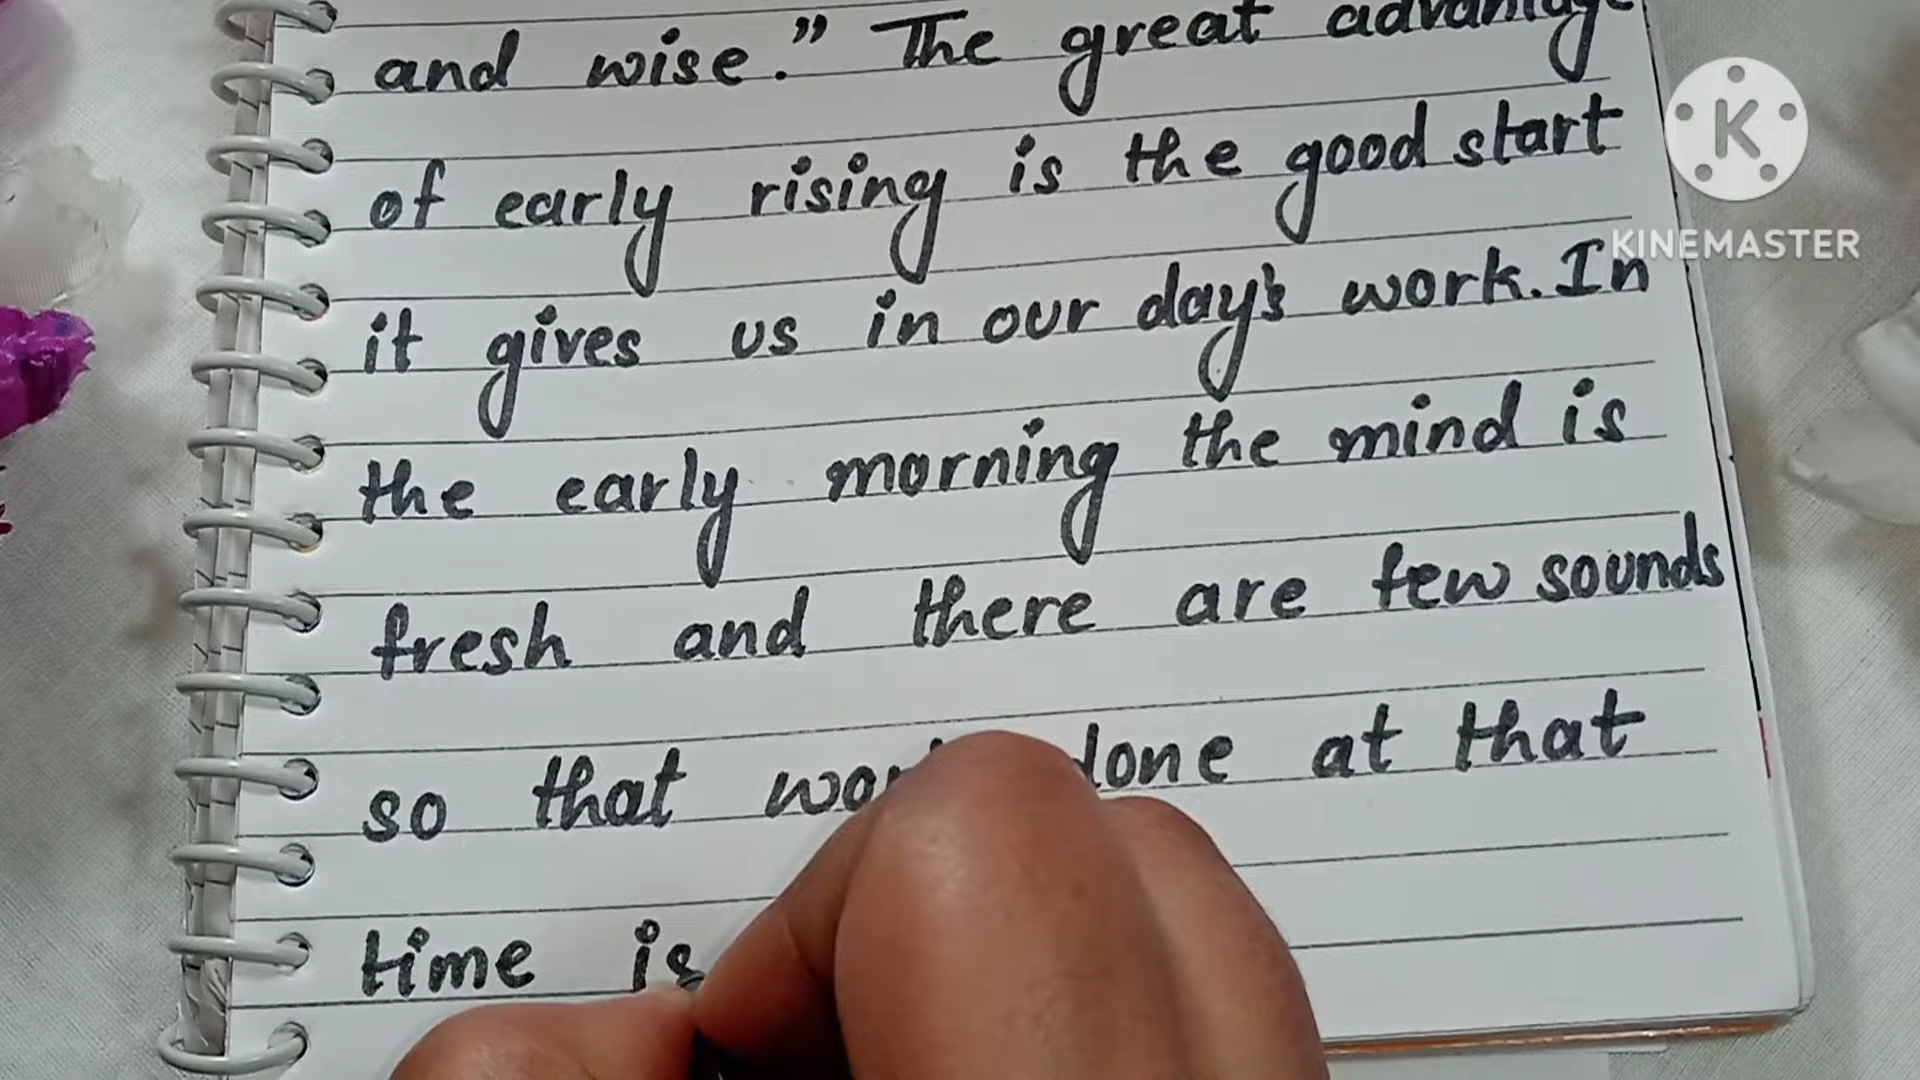 and wise.” The great advantage
of early rising is the good start
it gives us in our day's work. In
the early morning the mind is
fresh and there are few sounds
so that work done at that
time is
K
KINEMASTER